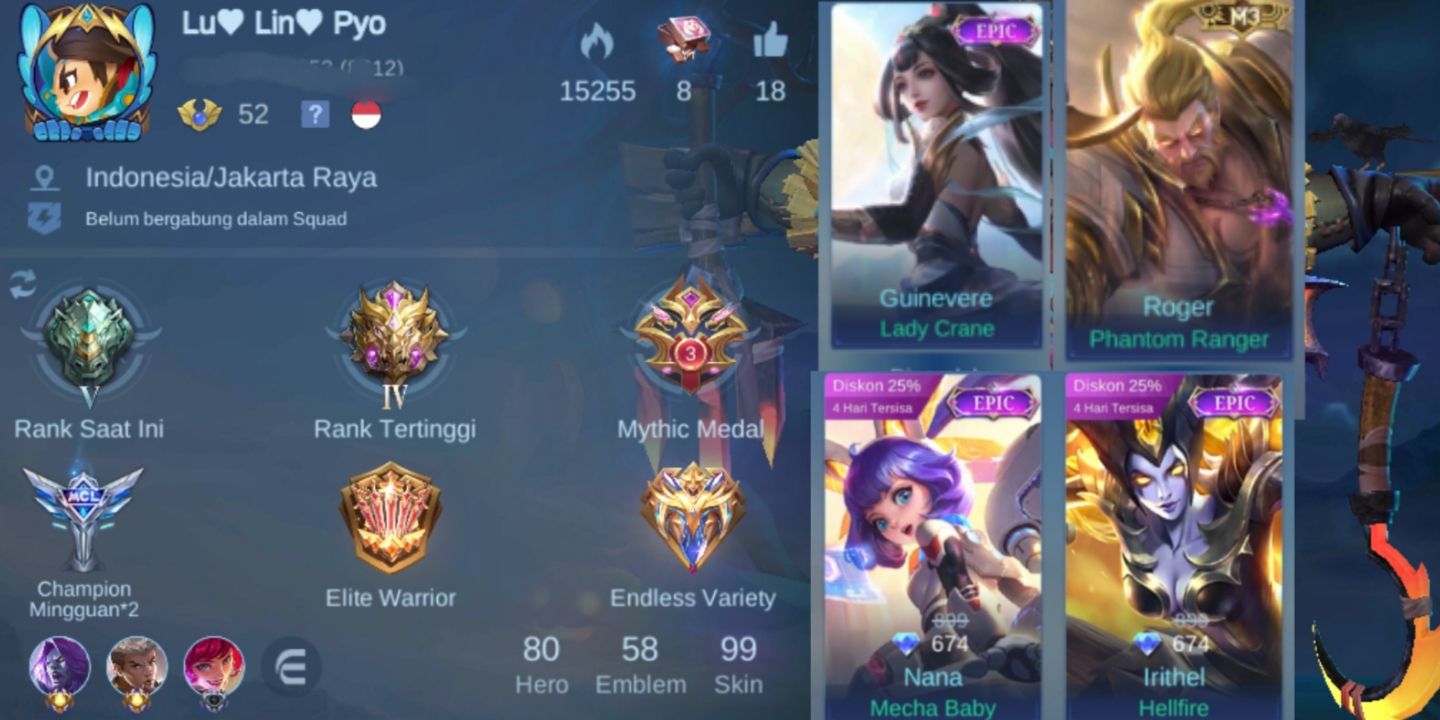 Lu♥ Lin♥ Pyo
52
?
15255
8
18
Indonesia/Jakarta Raya
Belum bergabung dalam Squad
V
Rank Saat Ini
IV
Rank Tertinggi
3
Mythic Medal
MCL
Champion
Mingguan*2
Elite Warrior
Endless Variety
80
Hero
58
Emblem
99
Skin
EPIC
Guinevere
Lady Crane
M3
Roger
Phantom Ranger
Diskon 25%
4 Hari Tersisa
EPIC
899
674
Nana
Mecha Baby
Diskon 25%
4 Hari Tersisa
EPIC
899
674
Irithel
Hellfire